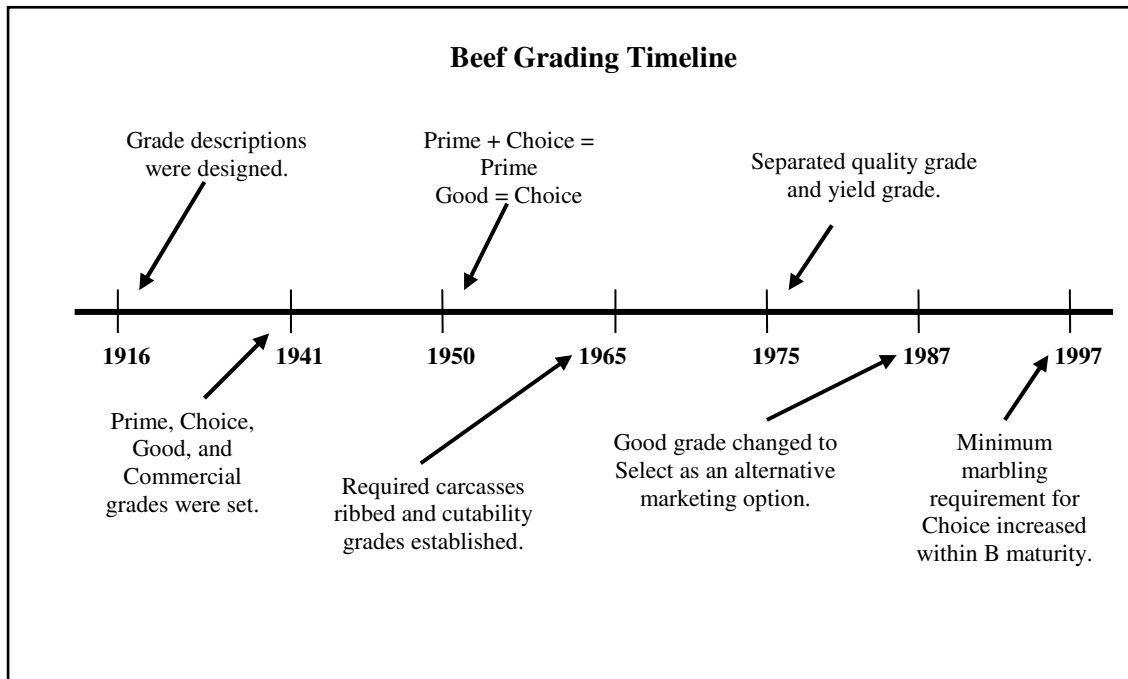 Beef Grading Timeline
Grade descriptions
were designed.
Prime + Choice =
Prime
Good = Choice
Separated quality grade
and yield grade.
1916
1941
1950
1965
1975
1987
1997
Prime, Choice,
Good, and
Commercial
grades were set.
Required carcasses
ribbed and cutability
grades established.
Good grade changed to
Select as an alternative
marketing option.
Minimum
marbling
requirement for
Choice increased
within B maturity.